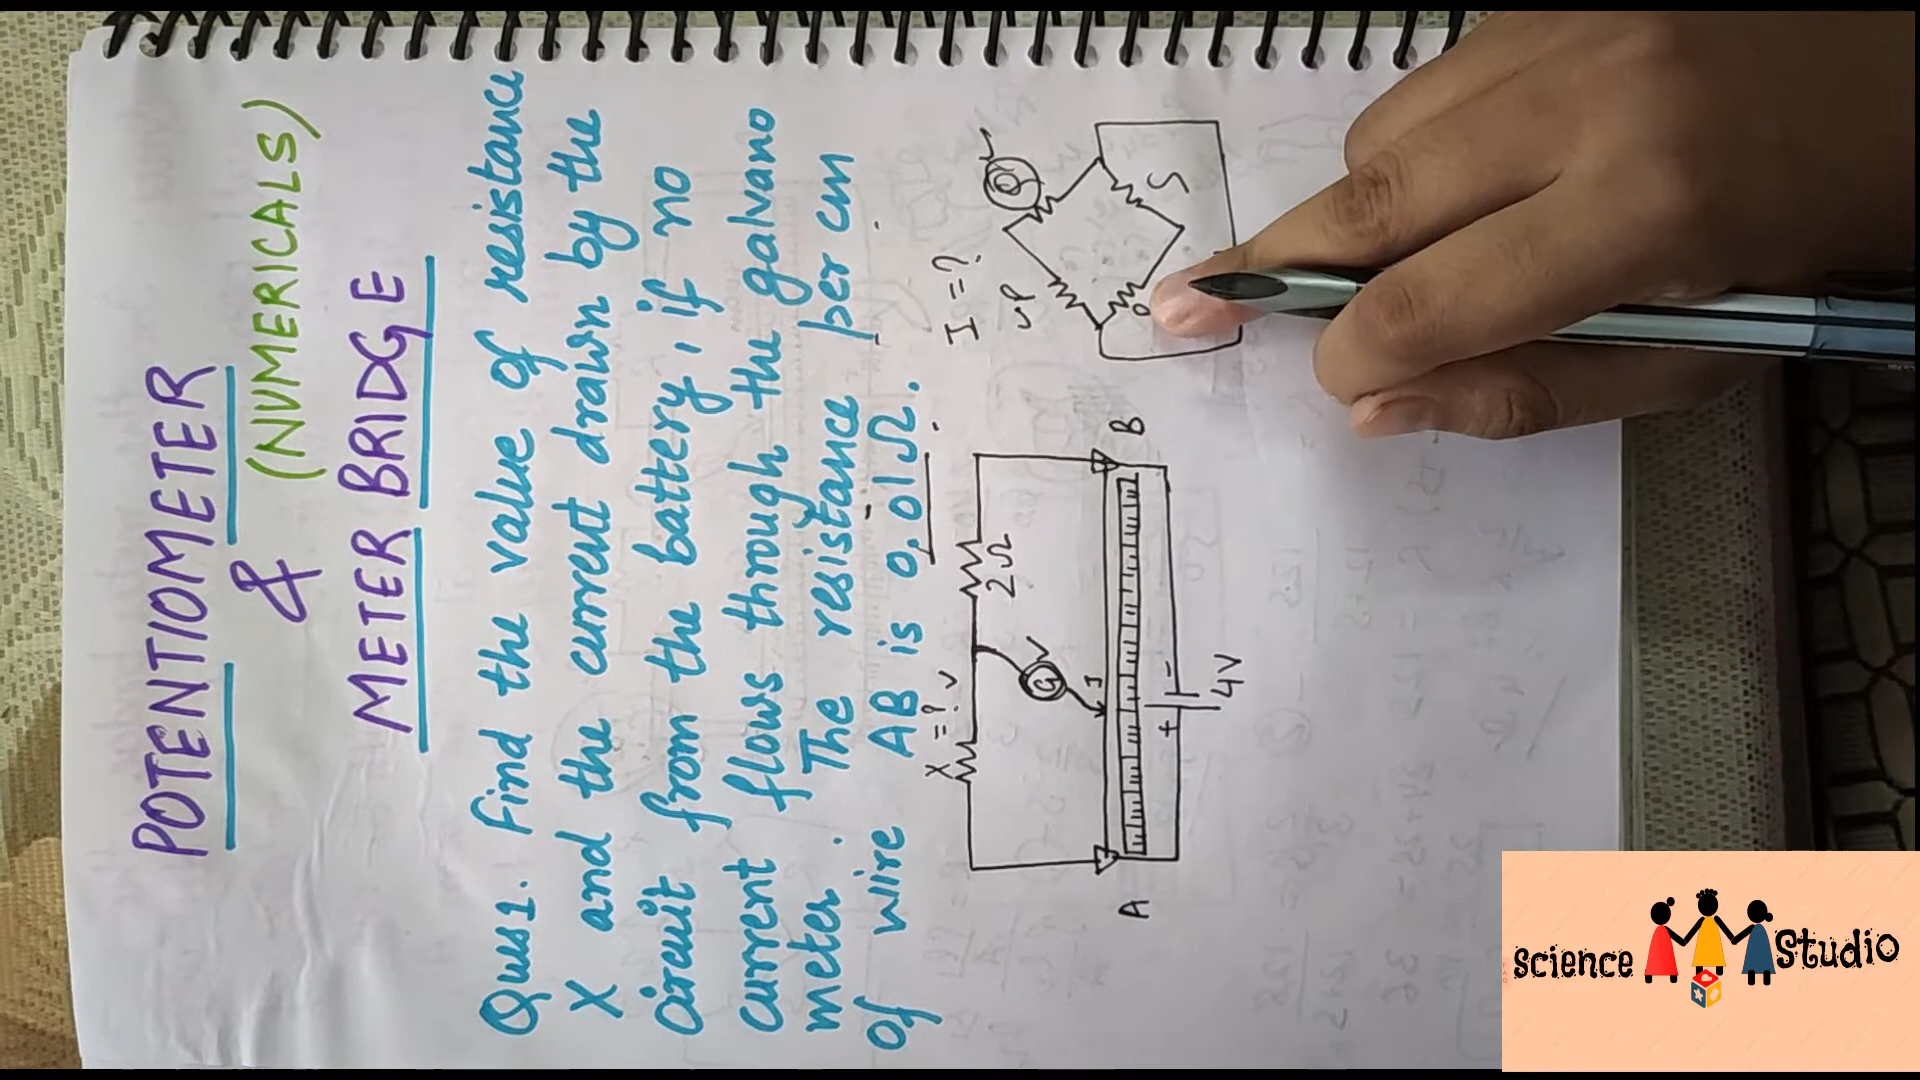 POTENTIOMETER
&
(NUMERICALS)
METER BRIDGE
Ques 1. Find the value of resistance
X and the current drawn by the
circuit from the battery, if no
current flows through the galvano
meter. The resistance per cm
of wire AB is 0.01Ω.
X = ?
2Ω
G
J
A
B
+ -
4V
I = ?
P
Q
S
Science Studio